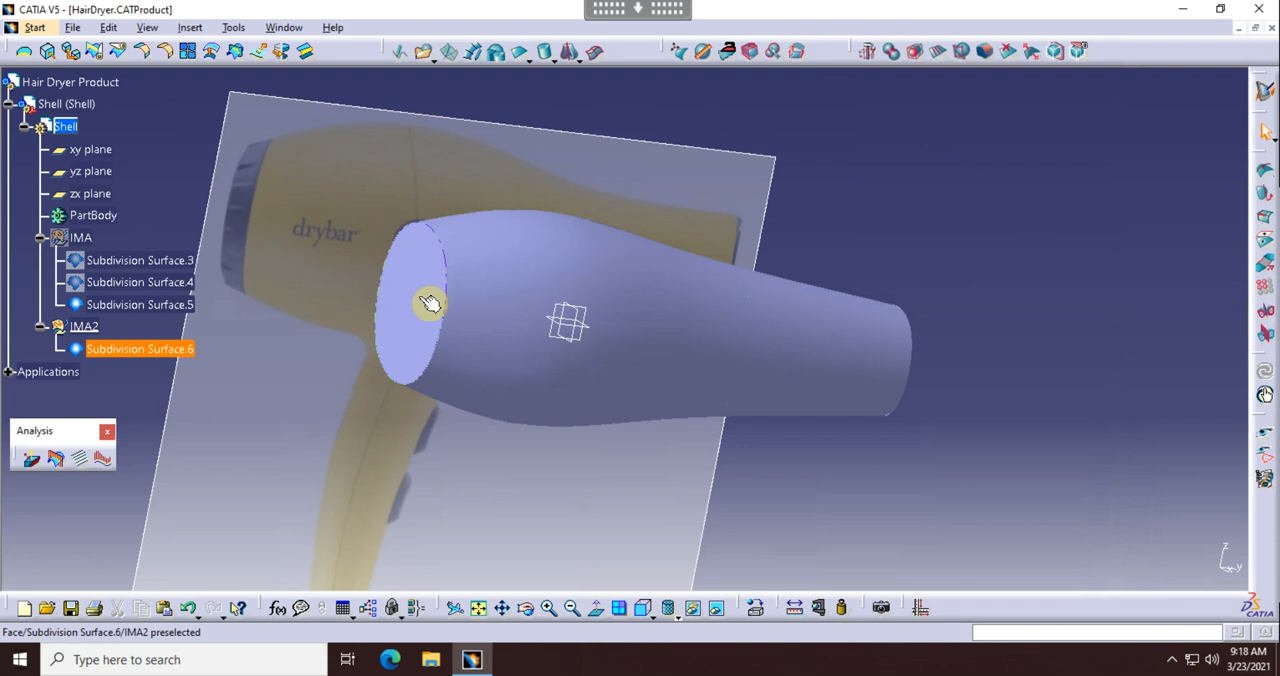 CATIA V5 - [HairDryer.CATProduct]
Start File Edit View Insert Tools Window Help
Hair Dryer Product
Shell (Shell)
Shell
xy plane
yz plane
zx plane
PartBody
IMA
Subdivision Surface.3
Subdivision Surface.4
Subdivision Surface.5
IMA2
Subdivision Surface.6
Applications
drybar
Analysis
z
x y
f(x)
CATIA
Face/Subdivision Surface.6/IMA2 preselected
Type here to search
9:18 AM
3/23/2021